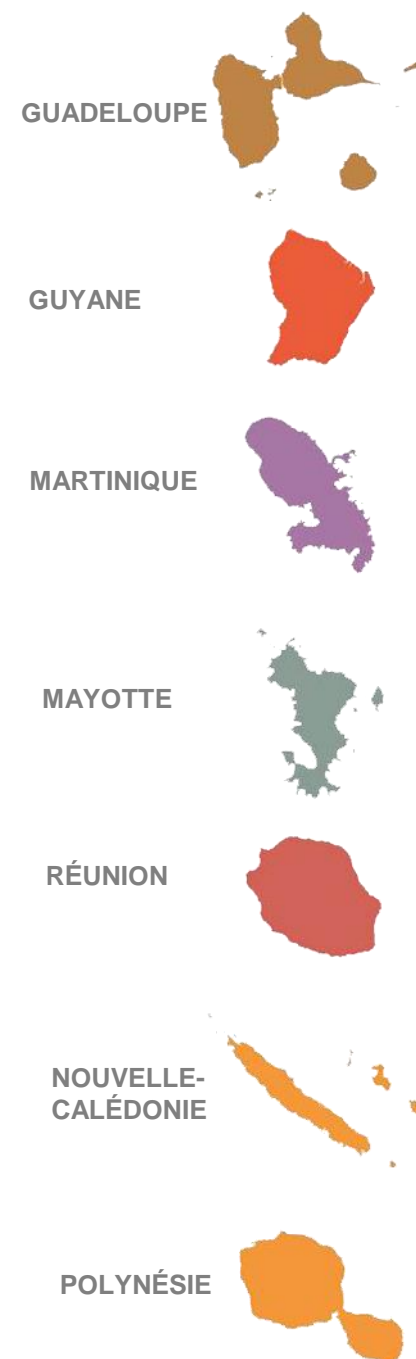 GUADELOUPE
GUYANE
MARTINIQUE
MAYOTTE
RÉUNION
NOUVELLE-
CALÉDONIE
POLYNÉSIE